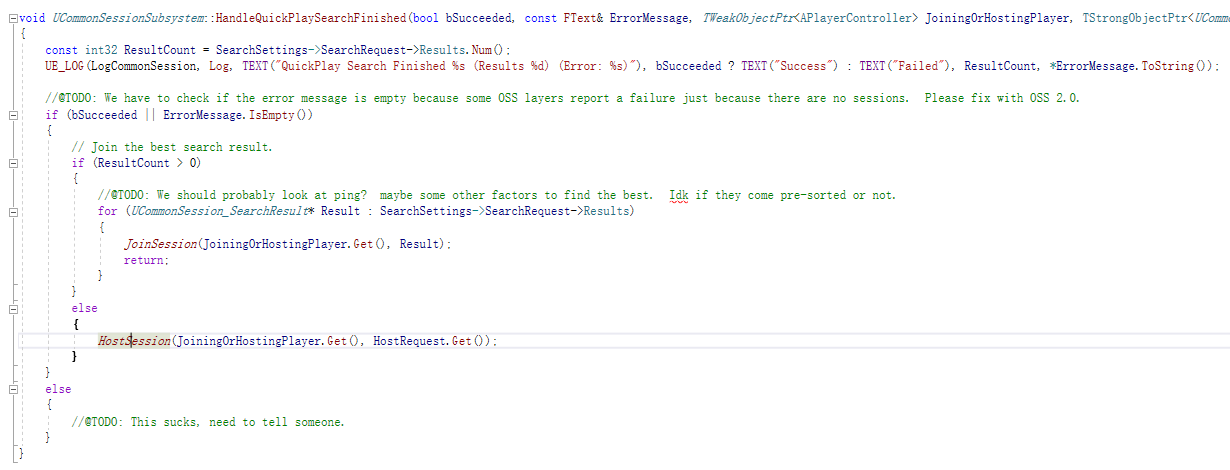 void UCommonSessionSubsystem::HandleQuickPlaySearchFinished(bool bSucceeded, const FText& ErrorMessage, TWeakObjectPtr<APlayerController> JoiningOrHostingPlayer, TStrongObjectPtr<UCommo
{
const int32 ResultCount = SearchSettings->SearchRequest->Results.Num();
UE_LOG(LogCommonSession, Log, TEXT("QuickPlay Search Finished %s (Results %d) (Error: %s)"), bSucceeded ? TEXT("Success") : TEXT("Failed"), ResultCount, *ErrorMessage.ToString());
//@TODO: We have to check if the error message is empty because some OSS layers report a failure just because there are no sessions.  Please fix with OSS 2.0.
if (bSucceeded || ErrorMessage.IsEmpty())
{
// Join the best search result.
if (ResultCount > 0)
{
//@TODO: We should probably look at ping?  maybe some other factors to find the best.  Idk if they come pre-sorted or not.
for (UCommonSession_SearchResult* Result : SearchSettings->SearchRequest->Results)
{
JoinSession(JoiningOrHostingPlayer.Get(), Result);
return;
}
}
else
{
HostSession(JoiningOrHostingPlayer.Get(), HostRequest.Get());
}
}
else
{
//@TODO: This sucks, need to tell someone.
}
}